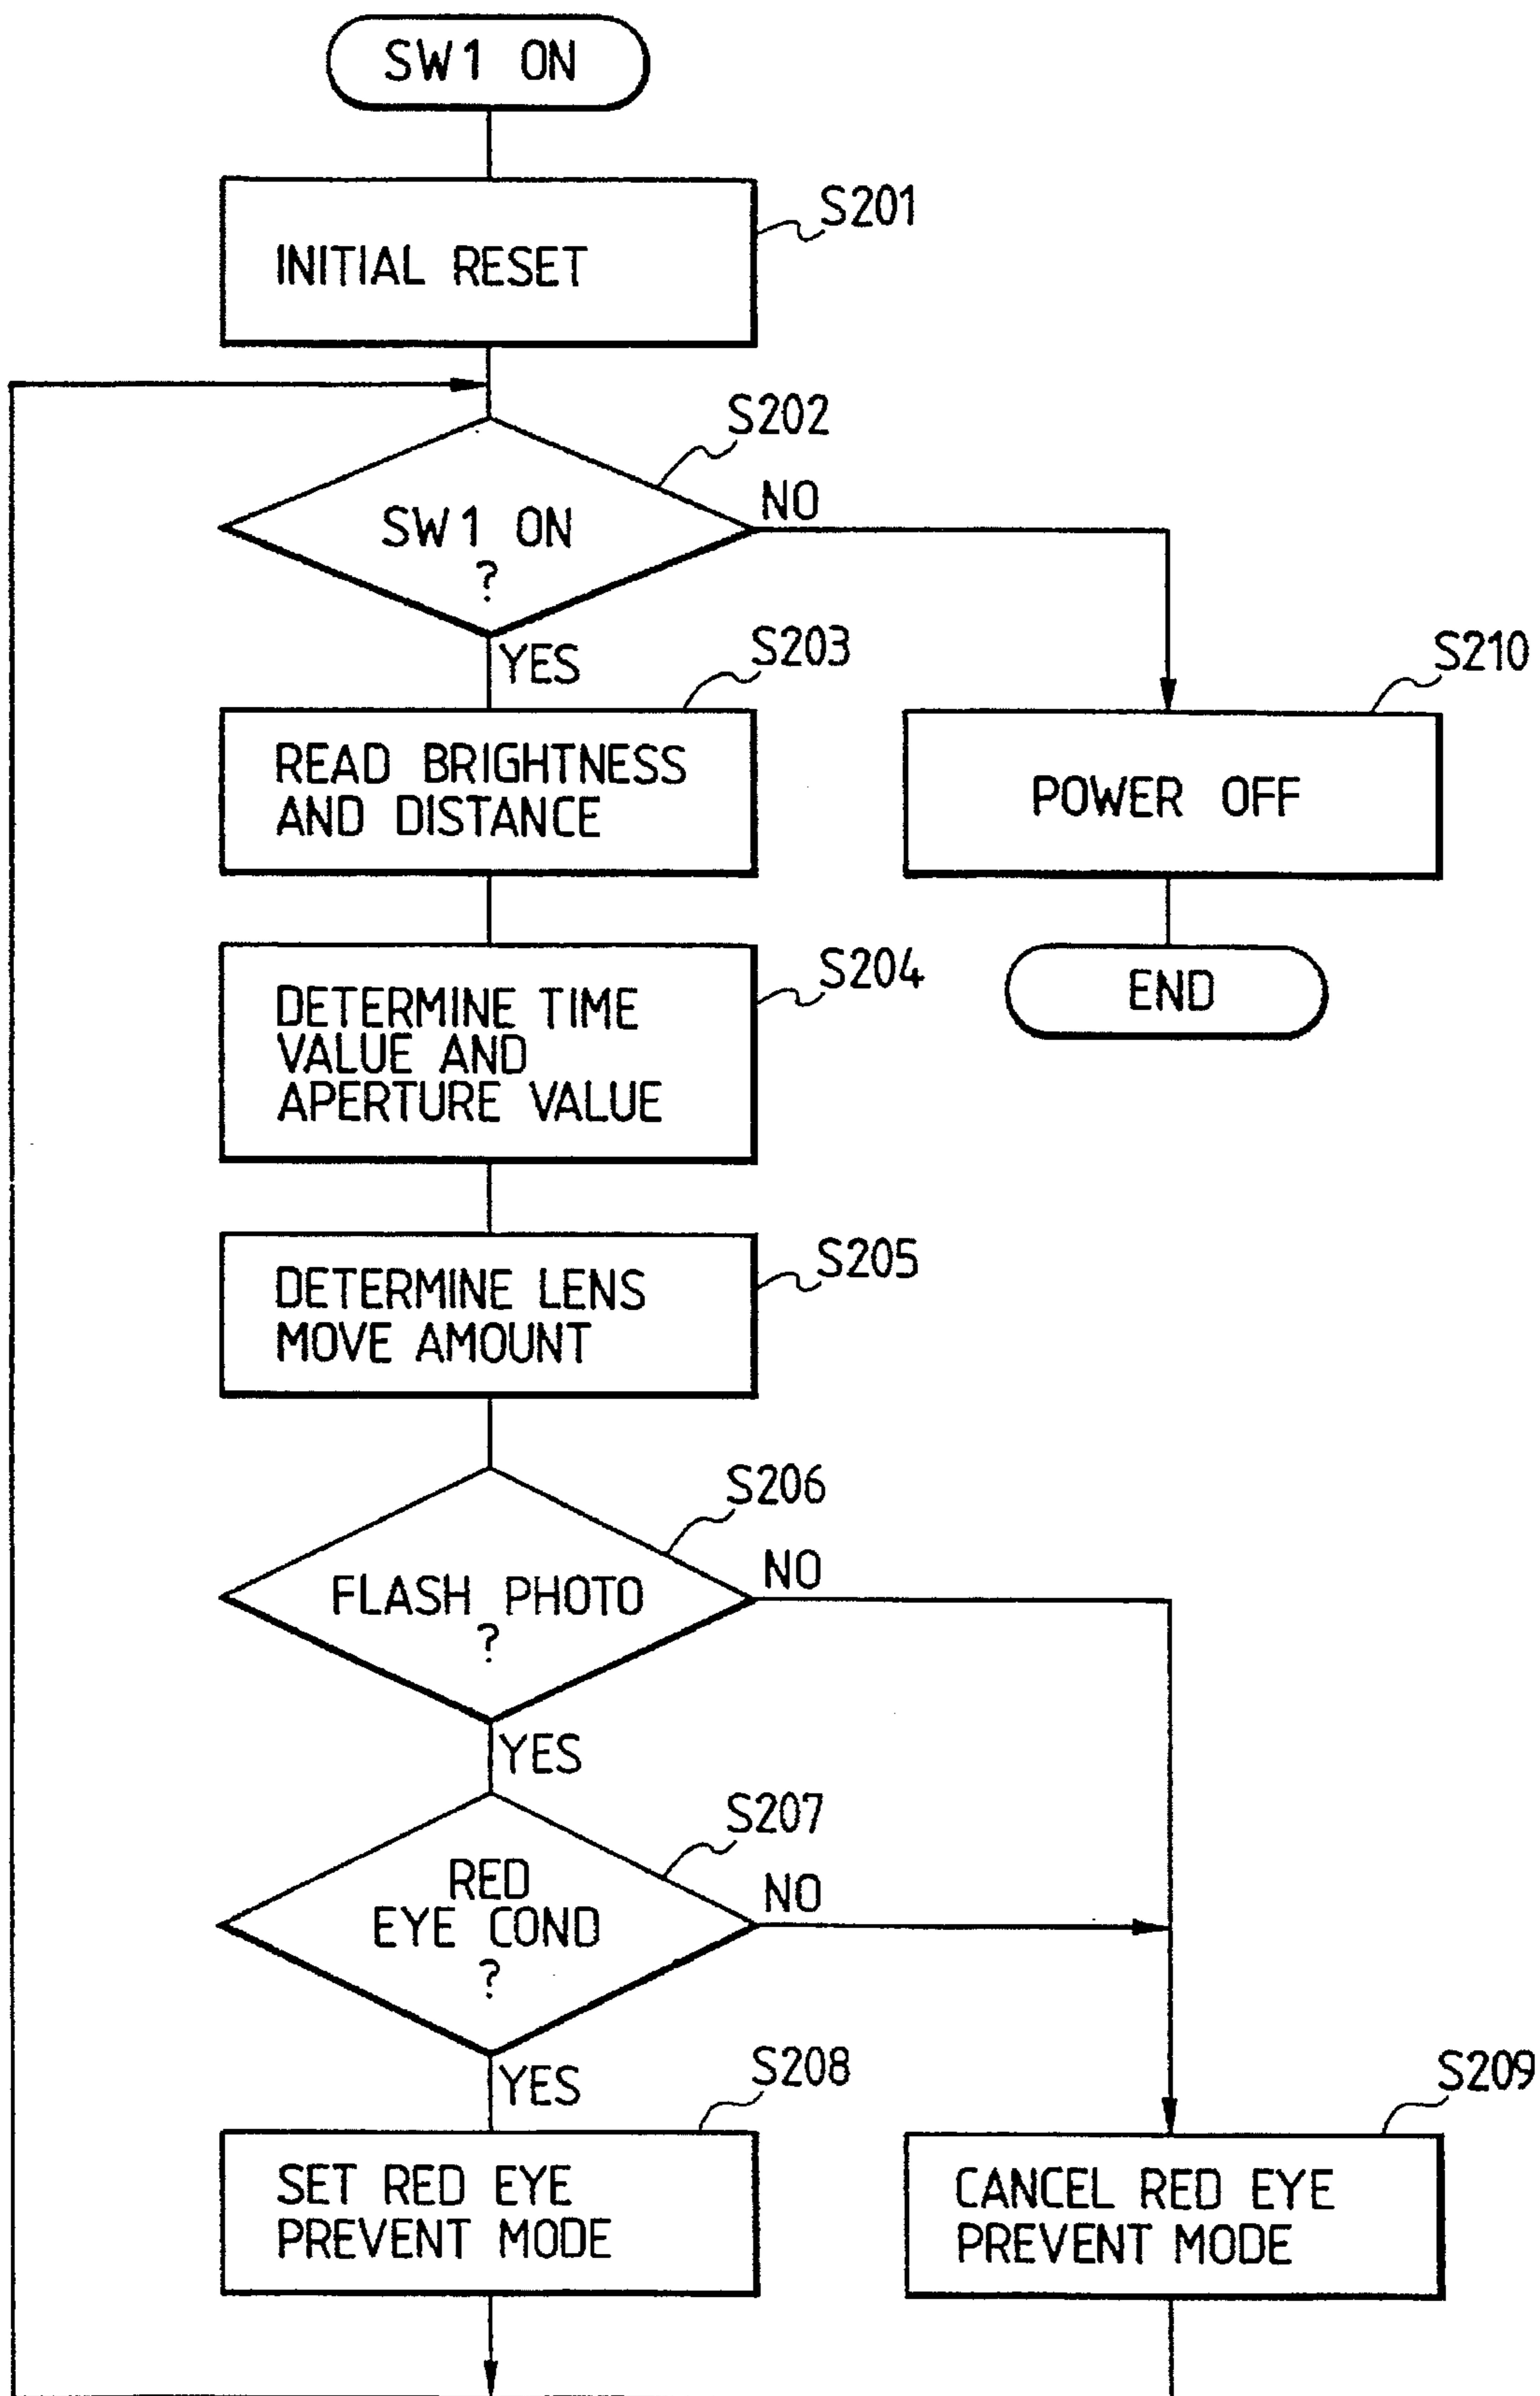 SW1 ON
S201
INITIAL RESET
S202
SW1 ON
?
NO
YES
S203
READ BRIGHTNESS
AND DISTANCE
S210
POWER OFF
S204
DETERMINE TIME
VALUE AND
APERTURE VALUE
END
S205
DETERMINE LENS
MOVE AMOUNT
S206
FLASH PHOTO
?
NO
YES
S207
RED
EYE COND
?
NO
YES
S208
SET RED EYE
PREVENT MODE
S209
CANCEL RED EYE
PREVENT MODE